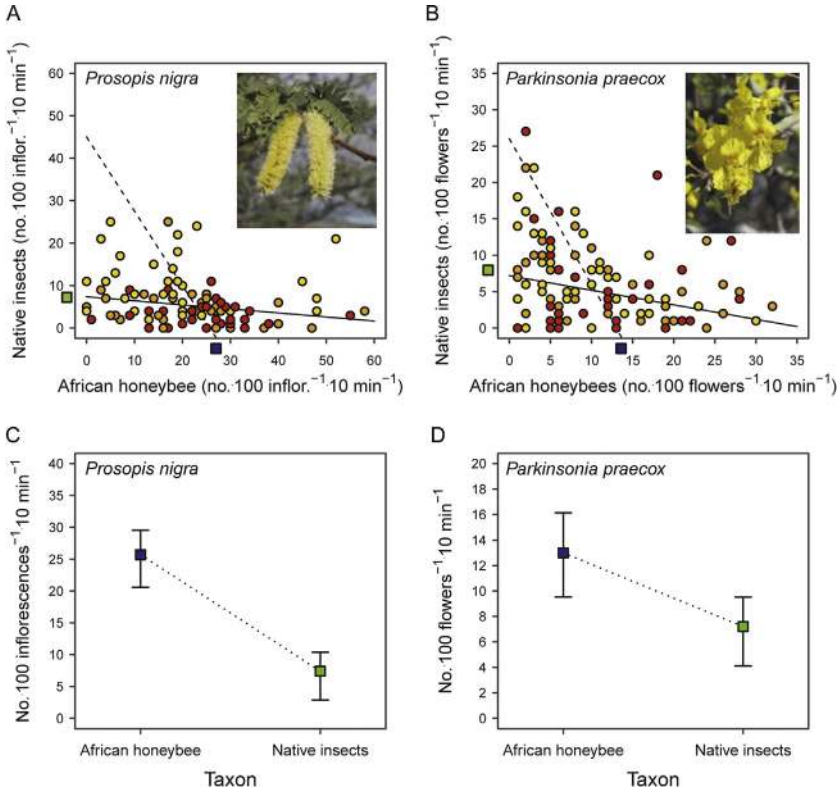 A
Prosopis nigra
Native insects (no. 100 inflor.⁻¹·10 min⁻¹)
60
50
40
30
20
10
0
0 10 20 30 40 50 60
African honeybee (no.·100 inflor.⁻¹·10 min⁻¹)
B
Parkinsonia praecox
Native insects (no. 100 flowers⁻¹·10 min⁻¹)
35
30
25
20
15
10
5
0
0 5 10 15 20 25 30 35
African honeybees (no.·100 flowers⁻¹·10 min⁻¹)
C
Prosopis nigra
No. 100 inflorescences⁻¹·10 min⁻¹
40
35
30
25
20
15
10
5
0
African honeybee Native insects
Taxon
D
Parkinsonia praecox
No. 100 flowers⁻¹·10 min⁻¹
20
18
16
14
12
10
8
6
4
2
0
African honeybee Native insects
Taxon